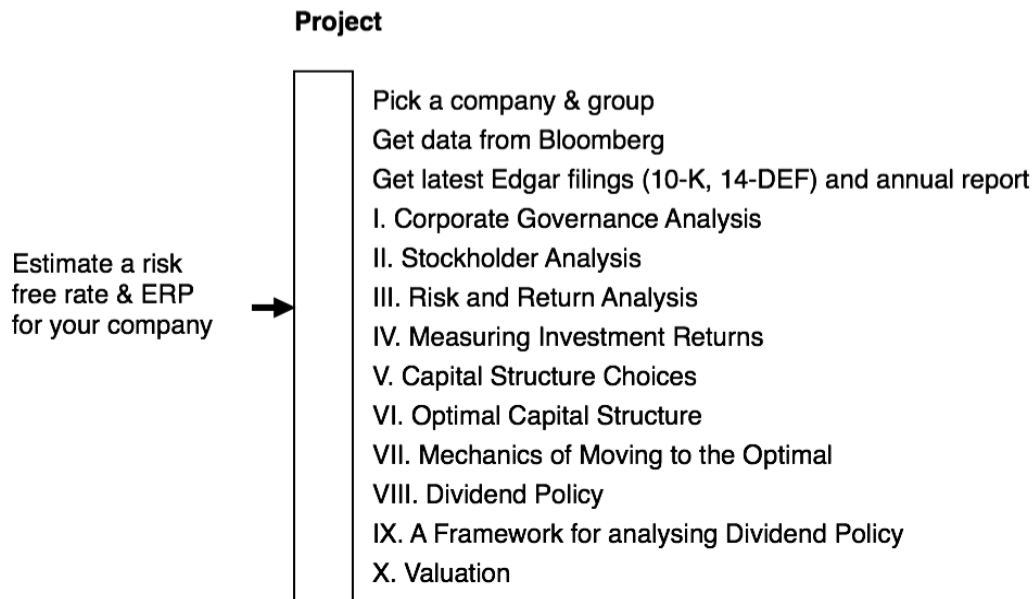 Project
Pick a company & group
Get data from Bloomberg
Get latest Edgar filings (10-K, 14-DEF) and annual report
I. Corporate Governance Analysis
II. Stockholder Analysis
III. Risk and Return Analysis
IV. Measuring Investment Returns
V. Capital Structure Choices
VI. Optimal Capital Structure
VII. Mechanics of Moving to the Optimal
VIII. Dividend Policy
IX. A Framework for analysing Dividend Policy
X. Valuation
Estimate a risk
free rate & ERP
for your company